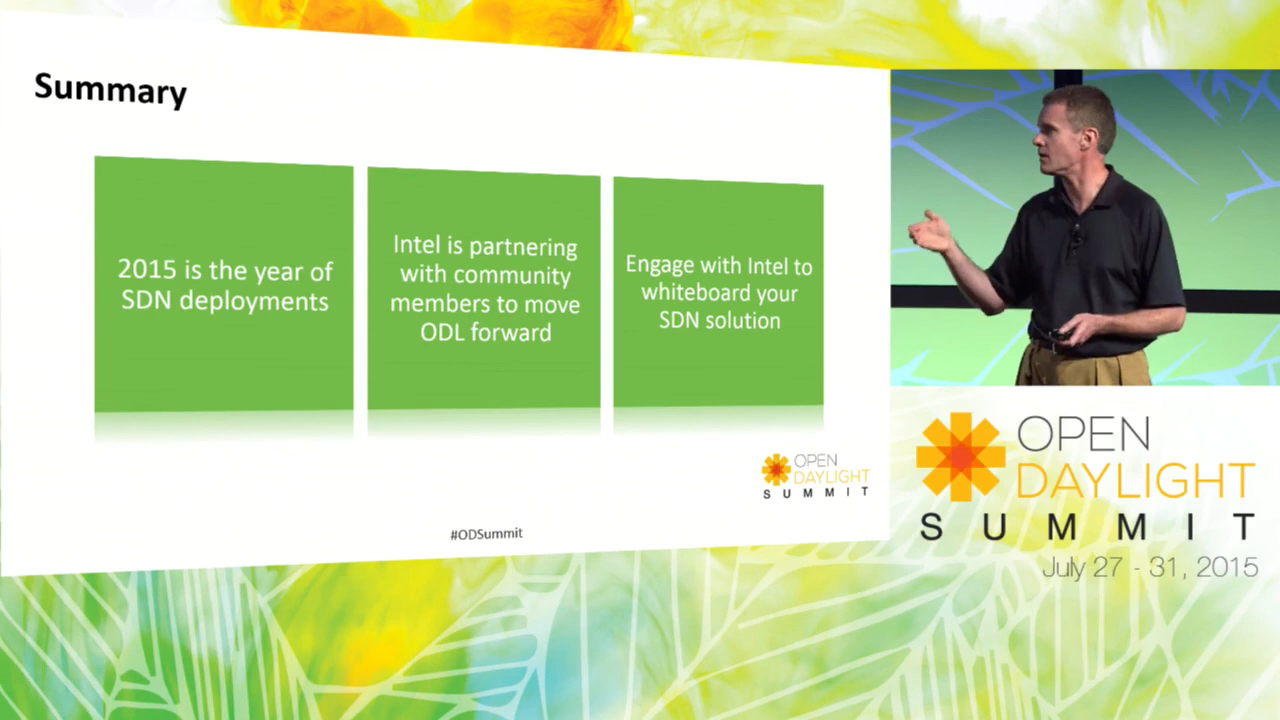 Summary
2015 is the year of
SDN deployments
Intel is partnering
with community
members to move
ODL forward
Engage with Intel to
whiteboard your
SDN solution
OPEN
DAYLIGHT
SUMMIT
#ODSummit
OPEN
DAYLIGHT
SUMMIT
July 27 - 31, 2015